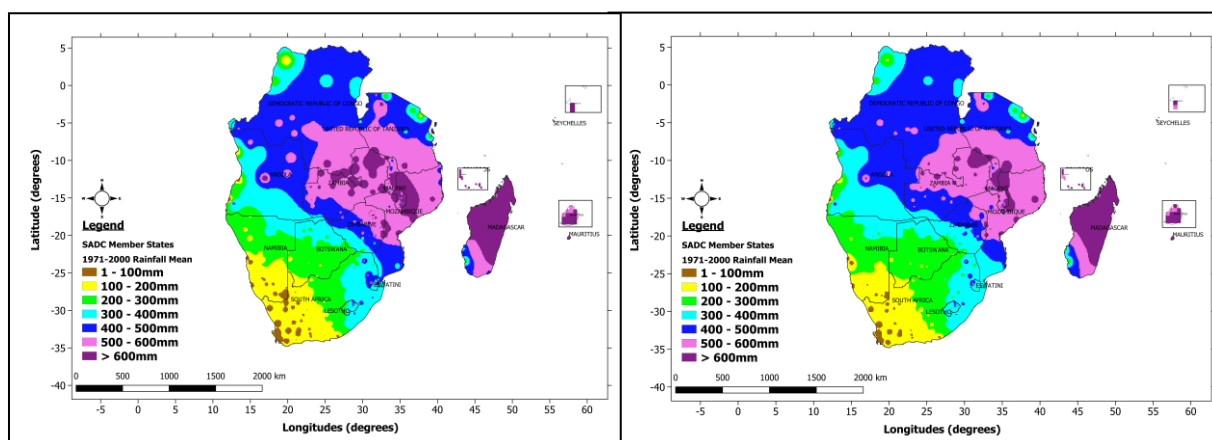 5
0
-5
-10
-15
-20
-25
-30
-35
-40
Latitude (degrees)
DEMOCRATIC REPUBLIC OF CONGO
UNITED REPUBLIC OF TANZANIA
SEYCHELLES
ANGOLA
ZAMBIA
MALAWI
MOZAMBIQUE
ZIMBABWE
MADAGASCAR
MAURITIUS
NAMIBIA
BOTSWANA
ESWATINI
SOUTH AFRICA
LESOTHO
Legend
SADC Member States
1971-2000 Rainfall Mean
1 - 100mm
100 - 200mm
200 - 300mm
300 - 400mm
400 - 500mm
500 - 600mm
> 600mm
0 500 1000 1500 2000 km
-5 0 5 10 15 20 25 30 35 40 45 50 55 60
Longitudes (degrees)
5
0
-5
-10
-15
-20
-25
-30
-35
-40
Latitude (degrees)
DEMOCRATIC REPUBLIC OF CONGO
UNITED REPUBLIC OF TANZANIA
SEYCHELLES
ANGOLA
ZAMBIA
MALAWI
MOZAMBIQUE
ZIMBABWE
MADAGASCAR
MAURITIUS
NAMIBIA
BOTSWANA
ESWATINI
SOUTH AFRICA
LESOTHO
Legend
SADC Member States
1971-2000 Rainfall Mean
1 - 100mm
100 - 200mm
200 - 300mm
300 - 400mm
400 - 500mm
500 - 600mm
> 600mm
0 500 1000 1500 2000 km
-5 0 5 10 15 20 25 30 35 40 45 50 55 60
Longitudes (degrees)